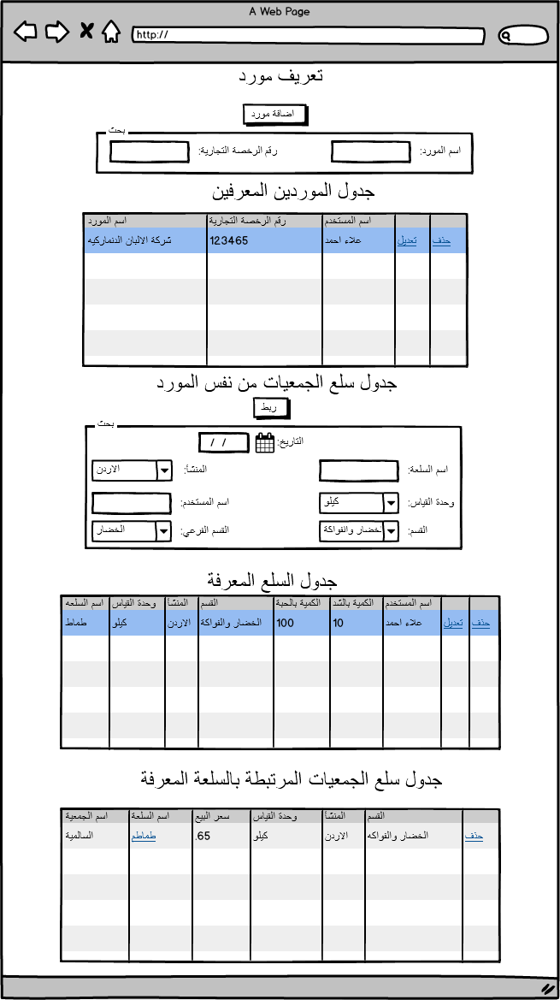 A Web Page
http://
تعريف مورد
اضافة مورد
بحث
اسم المورد: رقم الرخصة التجارية:
جدول الموردين المعرفين
اسم المورد رقم الرخصة التجارية اسم المستخدم
شركة الالبان الدنماركيه 123465 علاء احمد تعديل حذف
جدول سلع الجمعيات من نفس المورد
ربط
بحث
التاريخ: / /
اسم السلعة: المنشأ: الاردن
وحدة القياس: كيلو اسم المستخدم:
القسم: الخضار والفواكة القسم الفرعي: الخضار
جدول السلع المعرفة
اسم السلعه وحدة القياس المنشأ القسم الكمية بالحبة الكمية بالشد اسم المستخدم
طماط كيلو الاردن الخضار والفواكة 100 10 علاء احمد تعديل حذف
جدول سلع الجمعيات المرتبطة بالسلعة المعرفة
اسم الجمعية اسم السلعة سعر البيع وحدة القياس المنشأ القسم
السالمية طماطم .65 كيلو الاردن الخضار والفواكه حذف